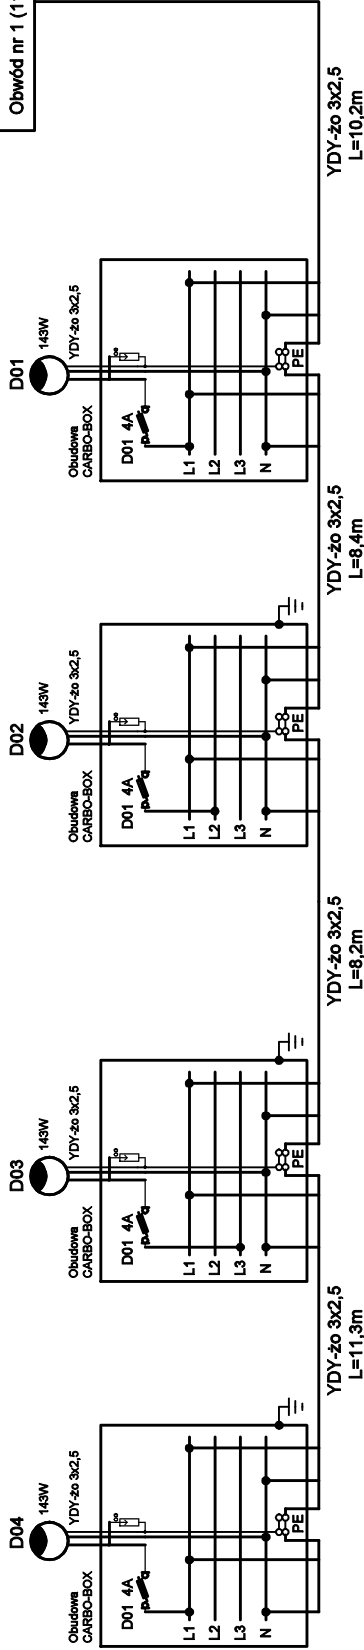 Obwód nr 1 (1
D01
143W
YDY-żo 3x2,5
Obudowa
CARBO-BOX
D01 4A
L1
L2
L3
N
PE
YDY-żo 3x2,5
L=10,2m
D02
143W
YDY-żo 3x2,5
Obudowa
CARBO-BOX
D01 4A
L1
L2
L3
N
PE
YDY-żo 3x2,5
L=8,4m
D03
143W
YDY-żo 3x2,5
Obudowa
CARBO-BOX
D01 4A
L1
L2
L3
N
PE
YDY-żo 3x2,5
L=8,2m
D04
143W
YDY-żo 3x2,5
Obudowa
CARBO-BOX
D01 4A
L1
L2
L3
N
PE
YDY-żo 3x2,5
L=11,3m